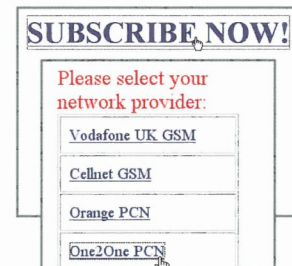 SUBSCRIBE NOW!
Please select your
network provider:
Vodafone UK GSM
Cellnet GSM
Orange PCN
One2One PCN